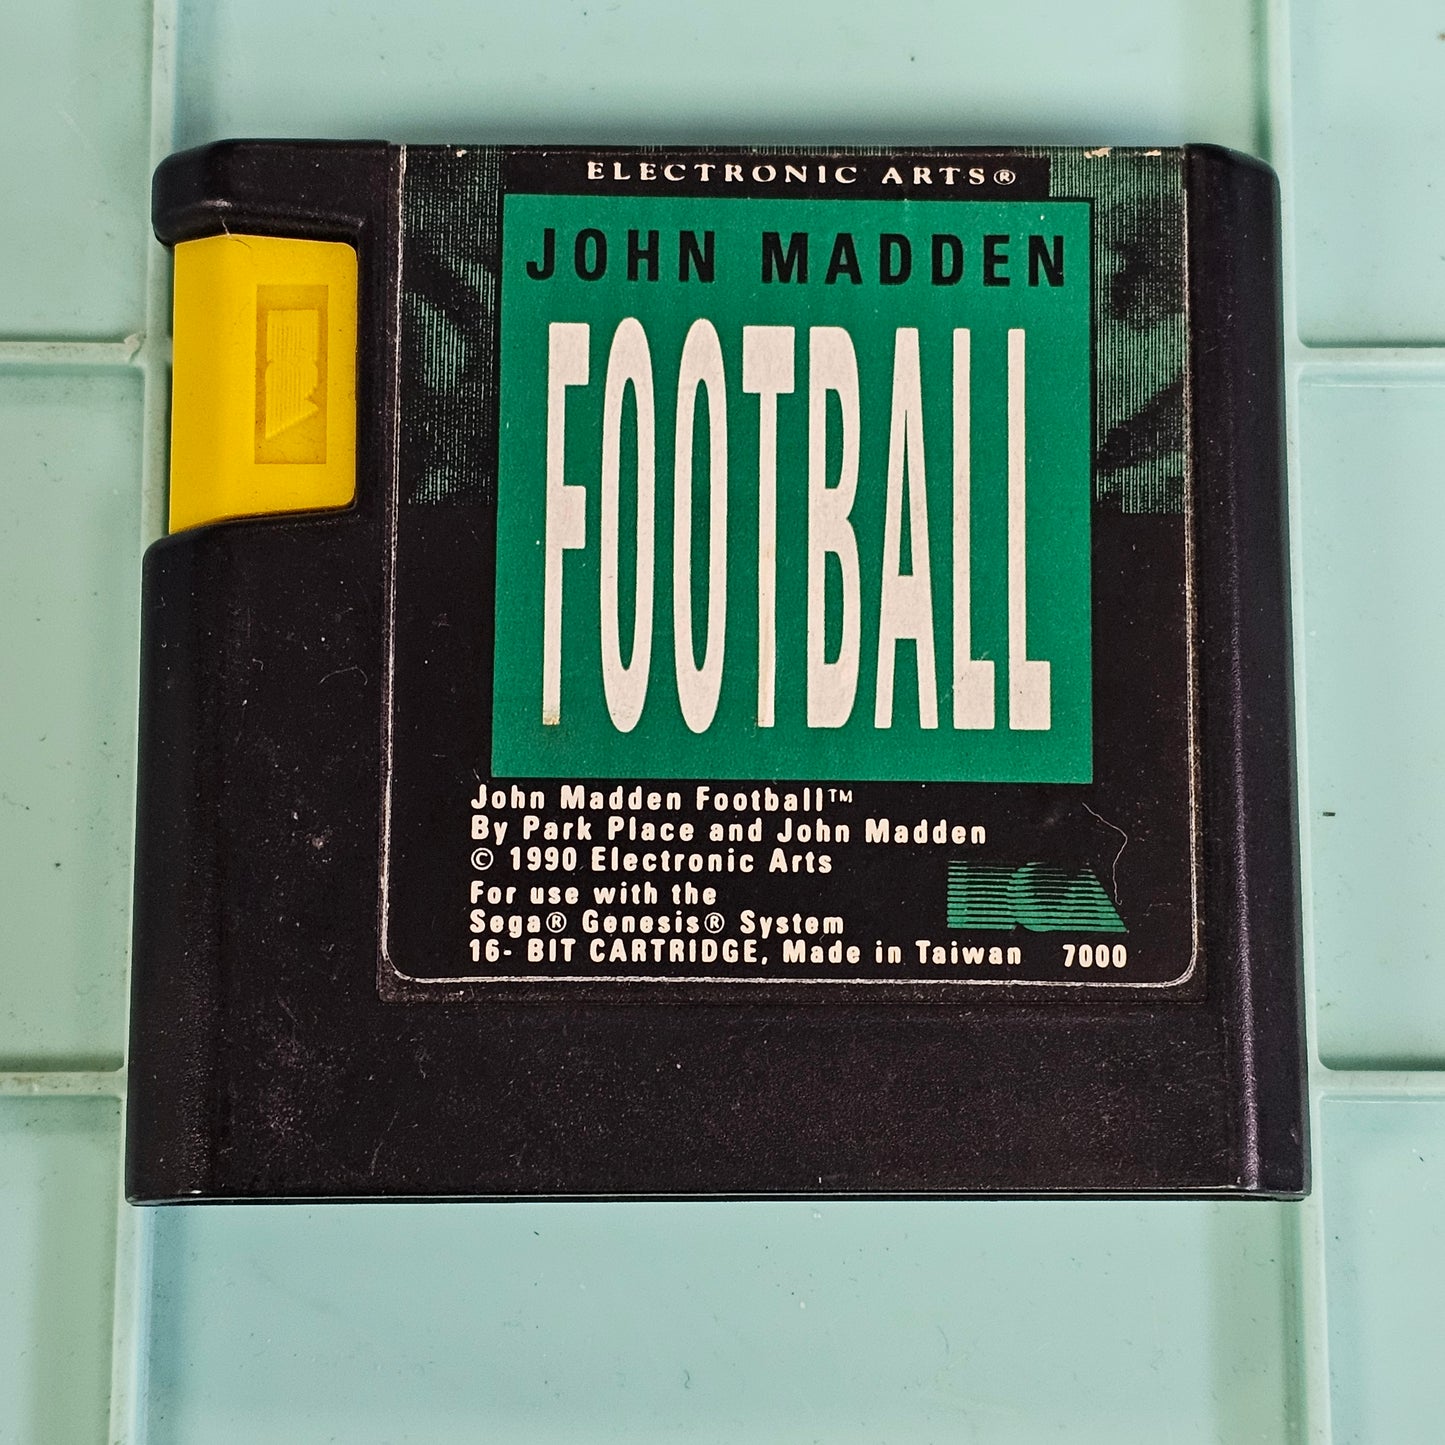 ELECTRONIC ARTS®
JOHN MADDEN
FOOTBALL
John Madden Football™
By Park Place and John Madden
© 1990 Electronic Arts
For use with the
Sega® Genesis® System
16- BIT CARTRIDGE, Made in Taiwan 7000
EA